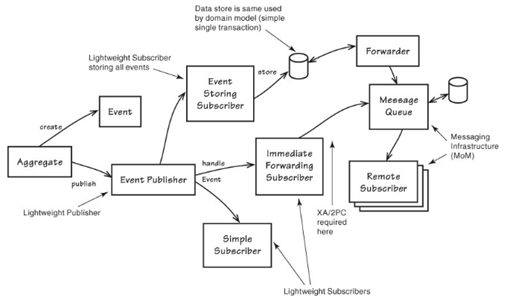 Data store is same used
by domain model (simple
single transaction)
Lightweight Subscriber
storing all events
Forwarder
Event
Storing
Subscriber
store
Message
Queue
Event
create
Messaging
Infrastructure
(MoM)
Aggregate
publish
Event Publisher
handle
Event
Immediate
Forwarding
Subscriber
Remote
Subscriber
Lightweight Publisher
XA/2PC
required
here
Simple
Subscriber
Lightweight Subscribers